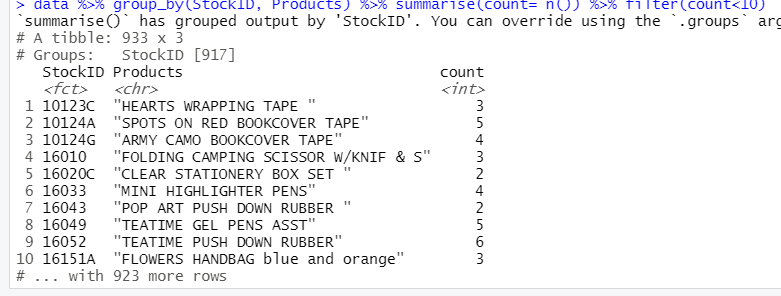 > data %>% group_by(StockID, Products) %>% summarise(count= n()) %>% filter(count<10)
`summarise()` has grouped output by 'StockID'. You can override using the `.groups` arg
# A tibble: 933 x 3
# Groups:   StockID [917]
   StockID Products                          count
   <fct>   <chr>                             <int>
 1 10123C  "HEARTS WRAPPING TAPE "               3
 2 10124A  "SPOTS ON RED BOOKCOVER TAPE"         5
 3 10124G  "ARMY CAMO BOOKCOVER TAPE"            4
 4 16010   "FOLDING CAMPING SCISSOR W/KNIF & S"  3
 5 16020C  "CLEAR STATIONERY BOX SET "           2
 6 16033   "MINI HIGHLIGHTER PENS"               4
 7 16043   "POP ART PUSH DOWN RUBBER "           2
 8 16049   "TEATIME GEL PENS ASST"               5
 9 16052   "TEATIME PUSH DOWN RUBBER"            6
10 16151A  "FLOWERS HANDBAG blue and orange"     3
# ... with 923 more rows